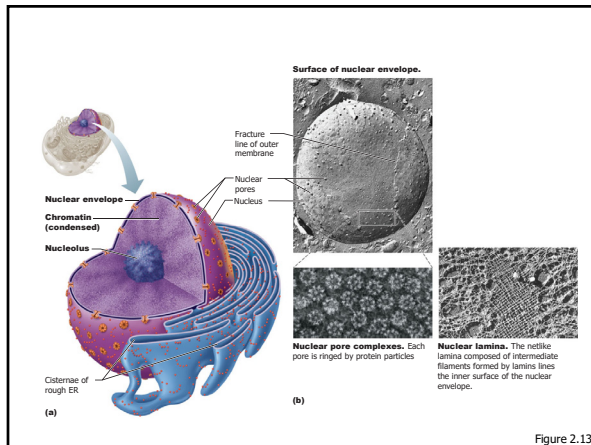 Surface of nuclear envelope.
Fracture
line of outer
membrane
Nuclear
pores
Nucleus
Nuclear envelope
Chromatin
(condensed)
Nucleolus
Cisternae of
rough ER
(a)
Nuclear pore complexes. Each
pore is ringed by protein particles
(b)
Nuclear lamina. The netlike
lamina composed of intermediate
filaments formed by lamins lines
the inner surface of the nuclear
envelope.
Figure 2.13